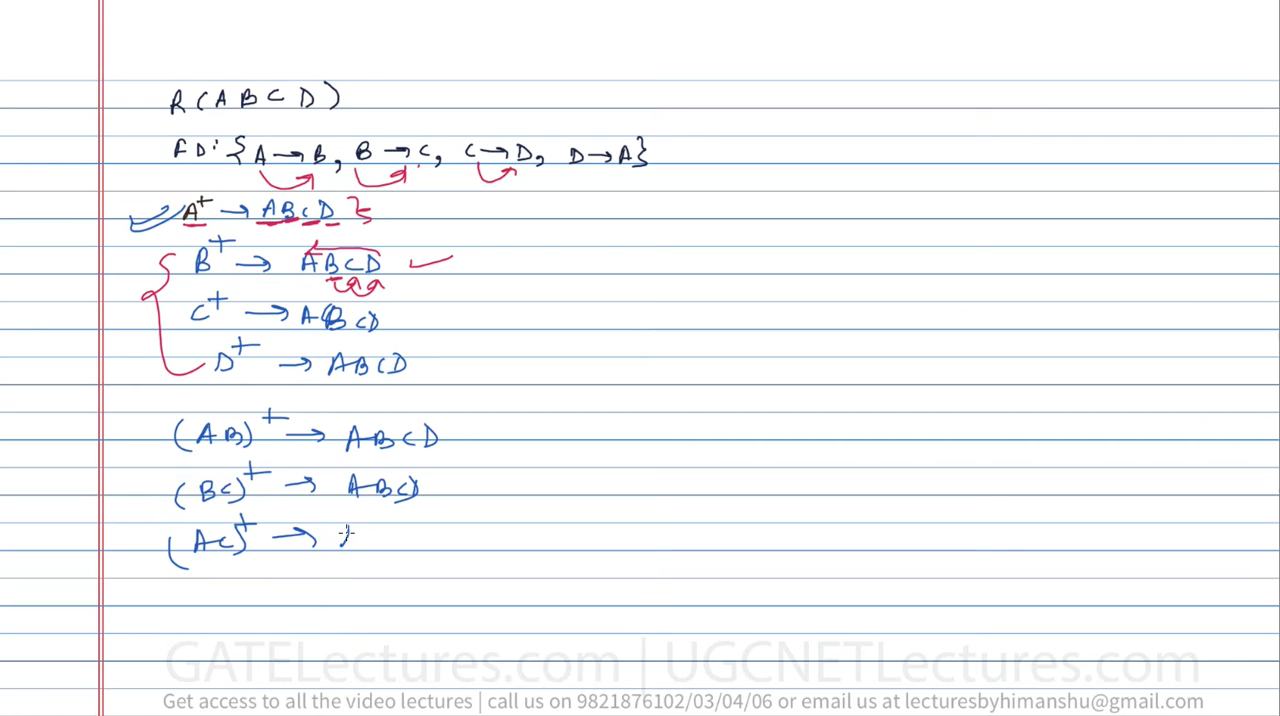 R(A B C D)
FD: {A → B, B → C, C → D, D → A}
A+ → ABCD }
B+ → ABCD
C+ → ABCD
D+ → ABCD
(AB)+ → ABCD
(BC)+ → ABCD
(AC)+ →
GATELectures.com | UGCNETLectures.com
Get access to all the video lectures | call us on 9821876102/03/04/06 or email us at lecturesbyhimanshu@gmail.com